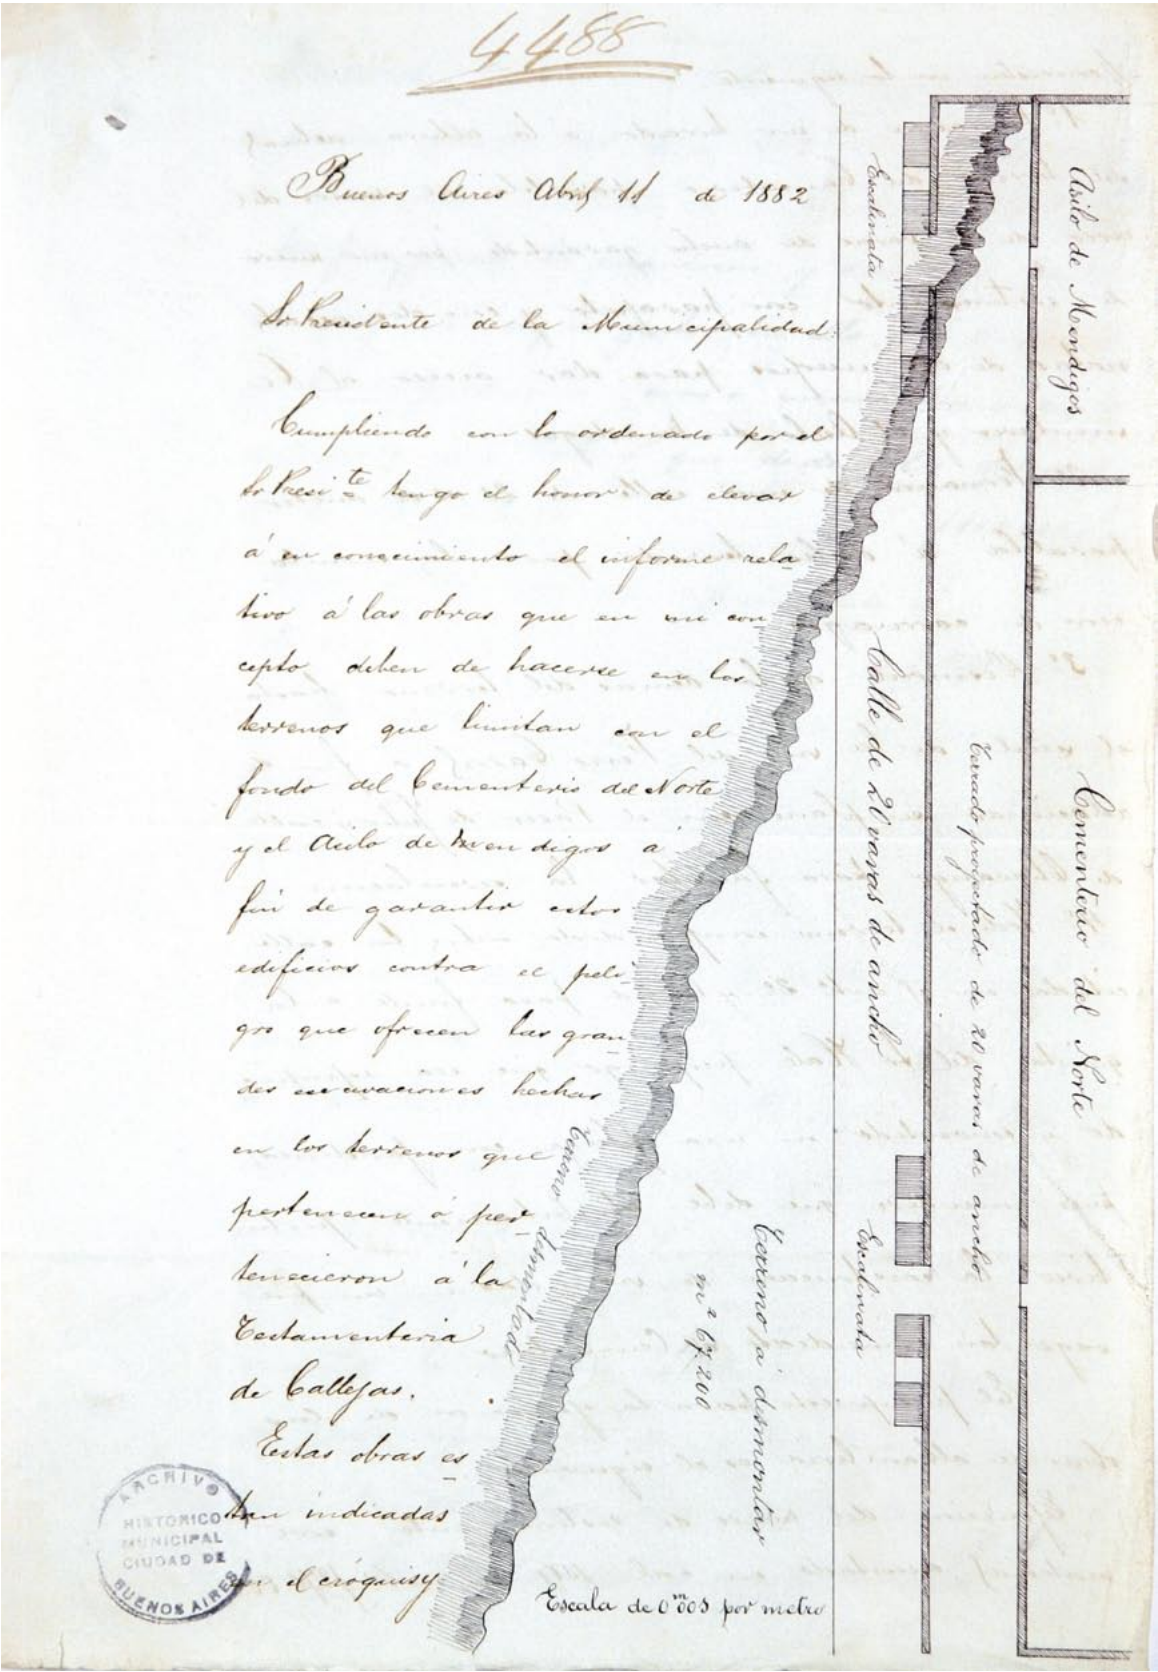 4488
Buenos Aires Abril 11 de 1882
Sr Presidente de la Municipalidad.
Cumpliendo con lo ordenado por el
Sr Presi.te tengo el honor de elevar
á su conocimiento el informe rela
tivo á las obras que en mi con
cepto deben de hacerse en los
terrenos que limitan con el
fondo del Cementerio del Norte
y el Asilo de Mendigos a
fin de garantir estos
edificios contra el peli
gro que ofrecen las gran
des escavaciones hechas
en los terrenos que
pertenecen ó per
tenecieron á la
Testamenteria
de Callejas.
Estas obras es
tan indicadas
en el cróquis y
Terreno desmontado
Terreno á desmontar
m² 67.200
Escalinata
Calle de 20 varas de ancho
Escalinata
Terrado proyectado de 20 varas de ancho
Asilo de Mendigos
Cementerio del Norte
Escala de 0m005 por metro
ARCHIVO
HISTORICO
MUNICIPAL
CIUDAD DE
BUENOS AIRES